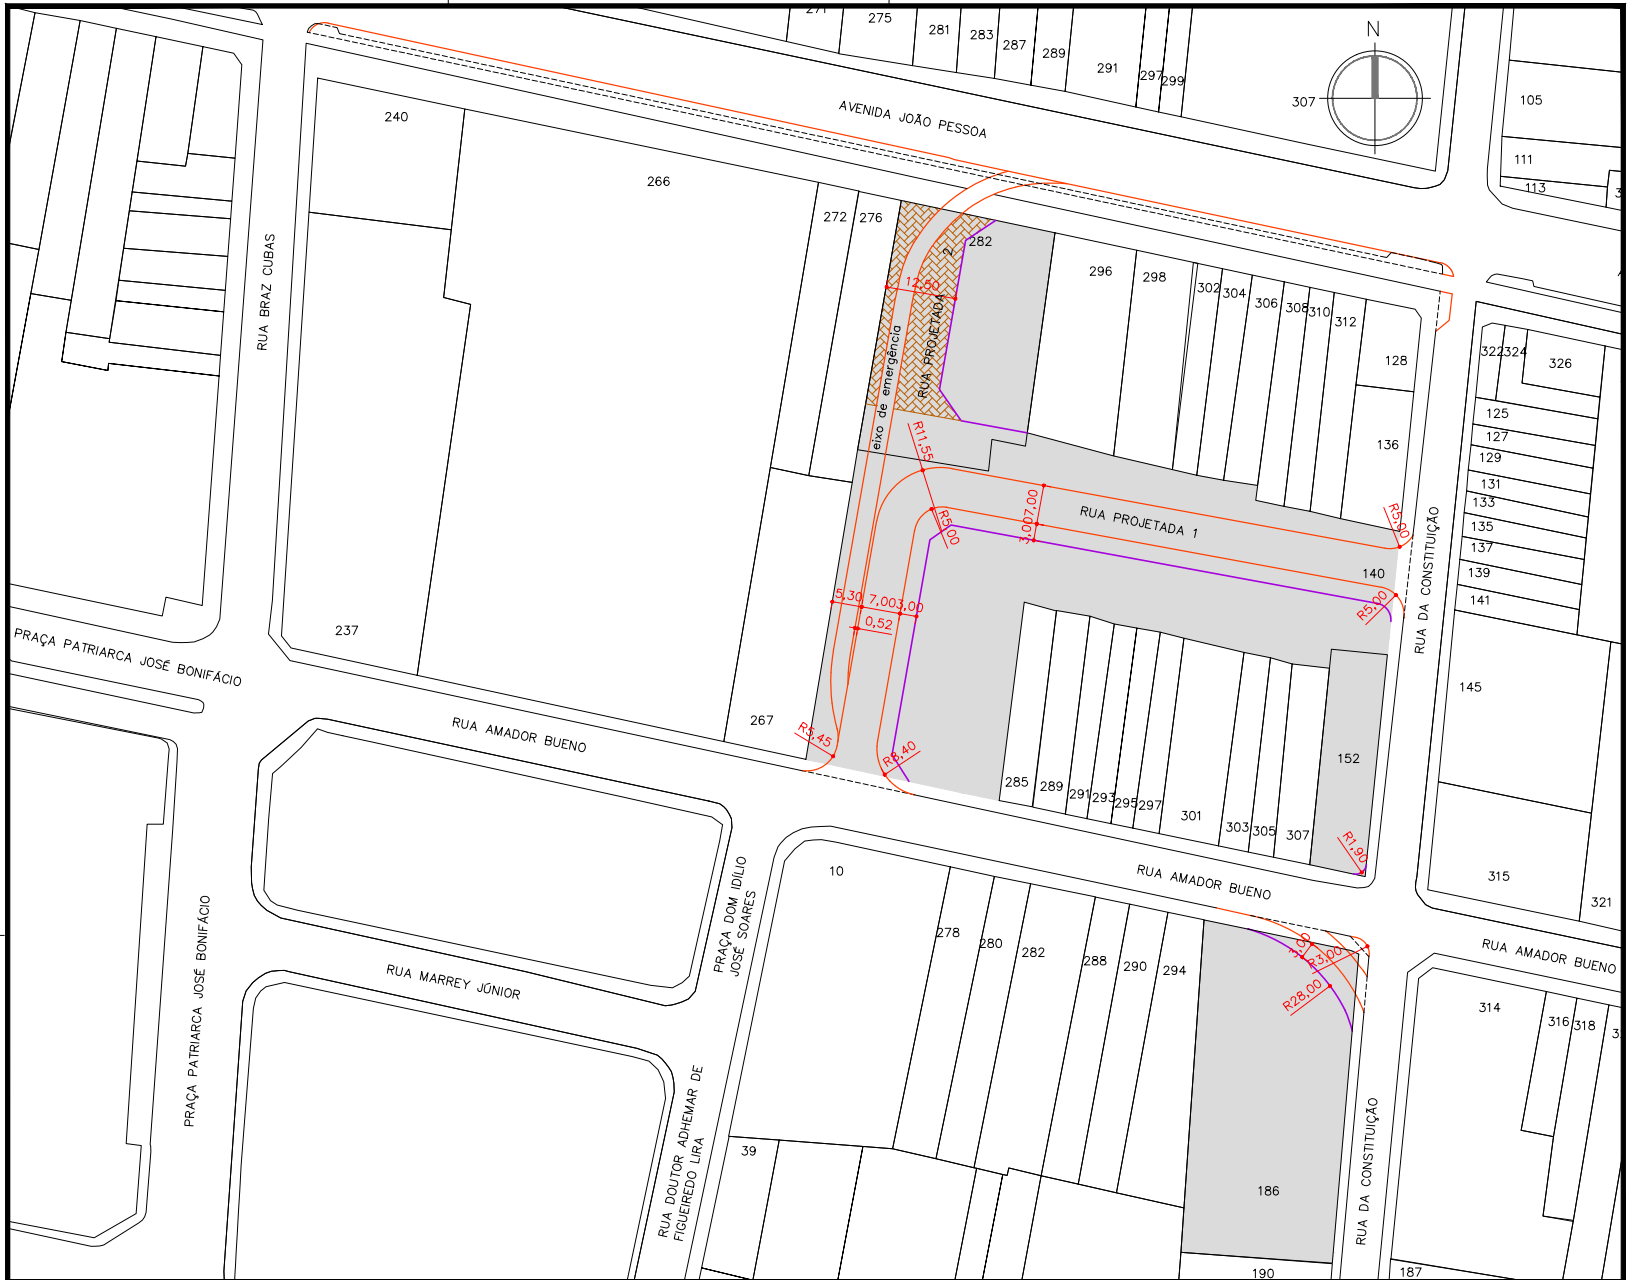 271
275
281
283
287
289
291
297
299
N
307
105
111
113
240
AVENIDA JOÃO PESSOA
266
272
276
282
2
RUA BRAZ CUBAS
12,50
RUA PROJETADA
eixo de emergência
296
298
302
304
306
308
310
312
128
136
322
324
326
125
127
129
131
133
135
137
139
141
R11,55
R5,00
3,00
7,00
RUA PROJETADA 1
R5,00
140
R5,00
RUA DA CONSTITUIÇÃO
5,30
7,00
3,00
0,52
237
PRAÇA PATRIARCA JOSÉ BONIFÁCIO
RUA AMADOR BUENO
267
R5,45
R8,40
285
289
291
293
295
297
301
303
305
307
152
R1,90
145
315
321
10
RUA AMADOR BUENO
RUA AMADOR BUENO
PRAÇA DOM IDÍLIO
JOSÉ SOARES
278
280
282
288
290
294
3,00
R3,00
R28,00
RUA MARREY JÚNIOR
PRAÇA PATRIARCA JOSÉ BONIFÁCIO
314
316
318
39
RUA DOUTOR ADHEMAR DE
FIGUEIREDO LIRA
186
RUA DA CONSTITUIÇÃO
190
187